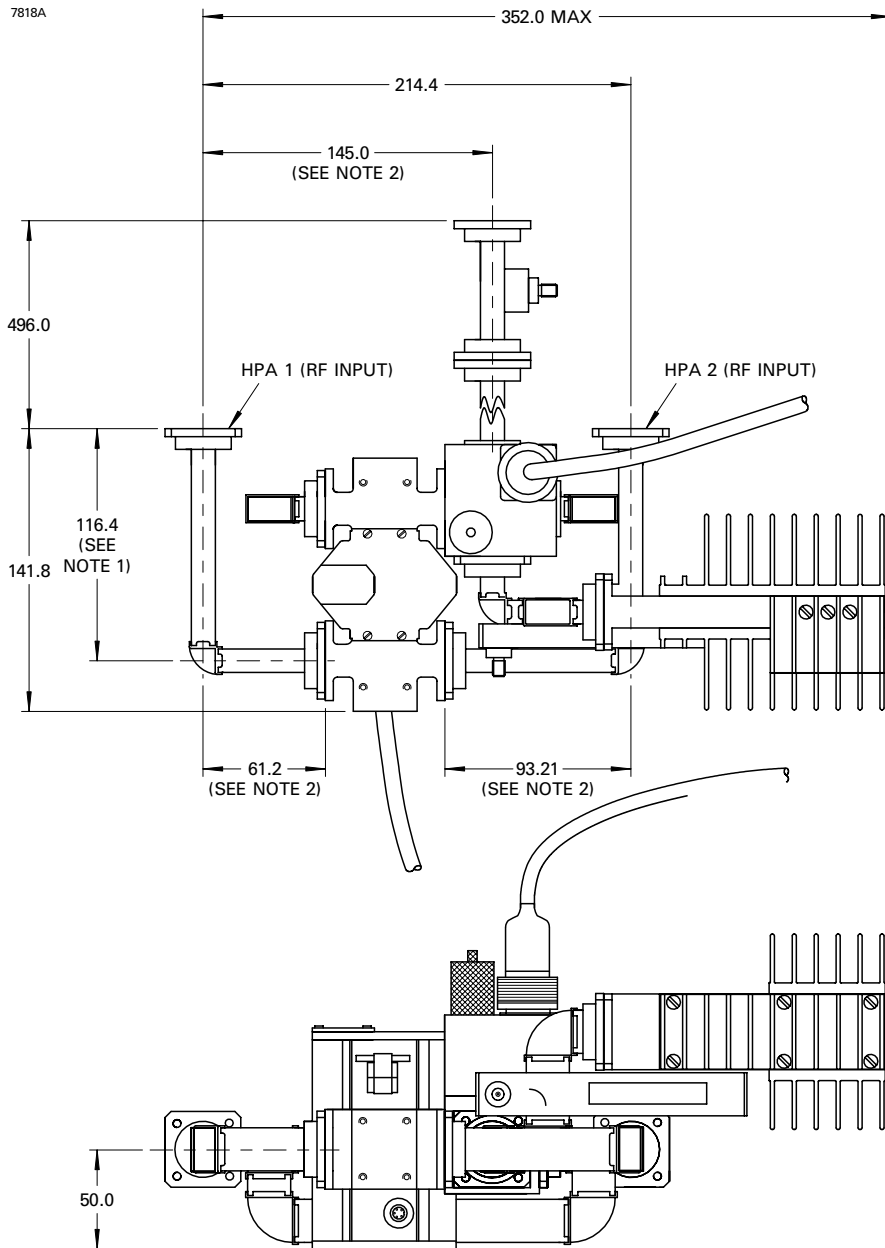 7818A
352.0 MAX
214.4
145.0
(SEE NOTE 2)
496.0
HPA 1 (RF INPUT)
HPA 2 (RF INPUT)
116.4
(SEE
NOTE 1)
141.8
61.2
(SEE NOTE 2)
93.21
(SEE NOTE 2)
50.0